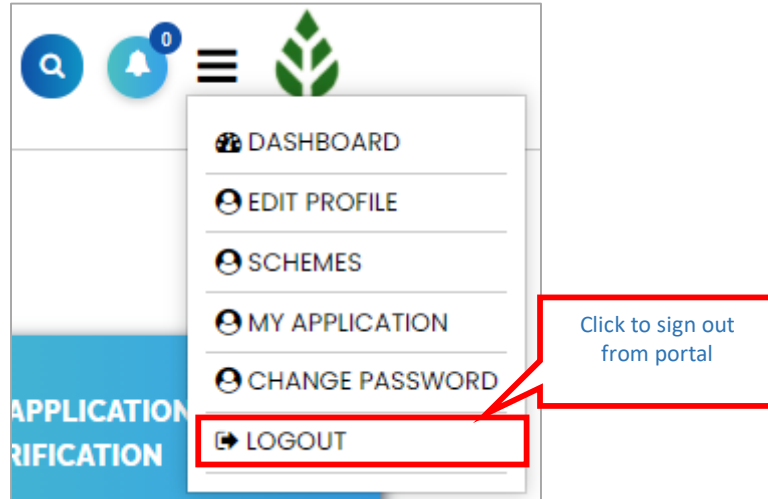 0
DASHBOARD
EDIT PROFILE
SCHEMES
MY APPLICATION
CHANGE PASSWORD
LOGOUT
Click to sign out
from portal
APPLICATION
RIFICATION